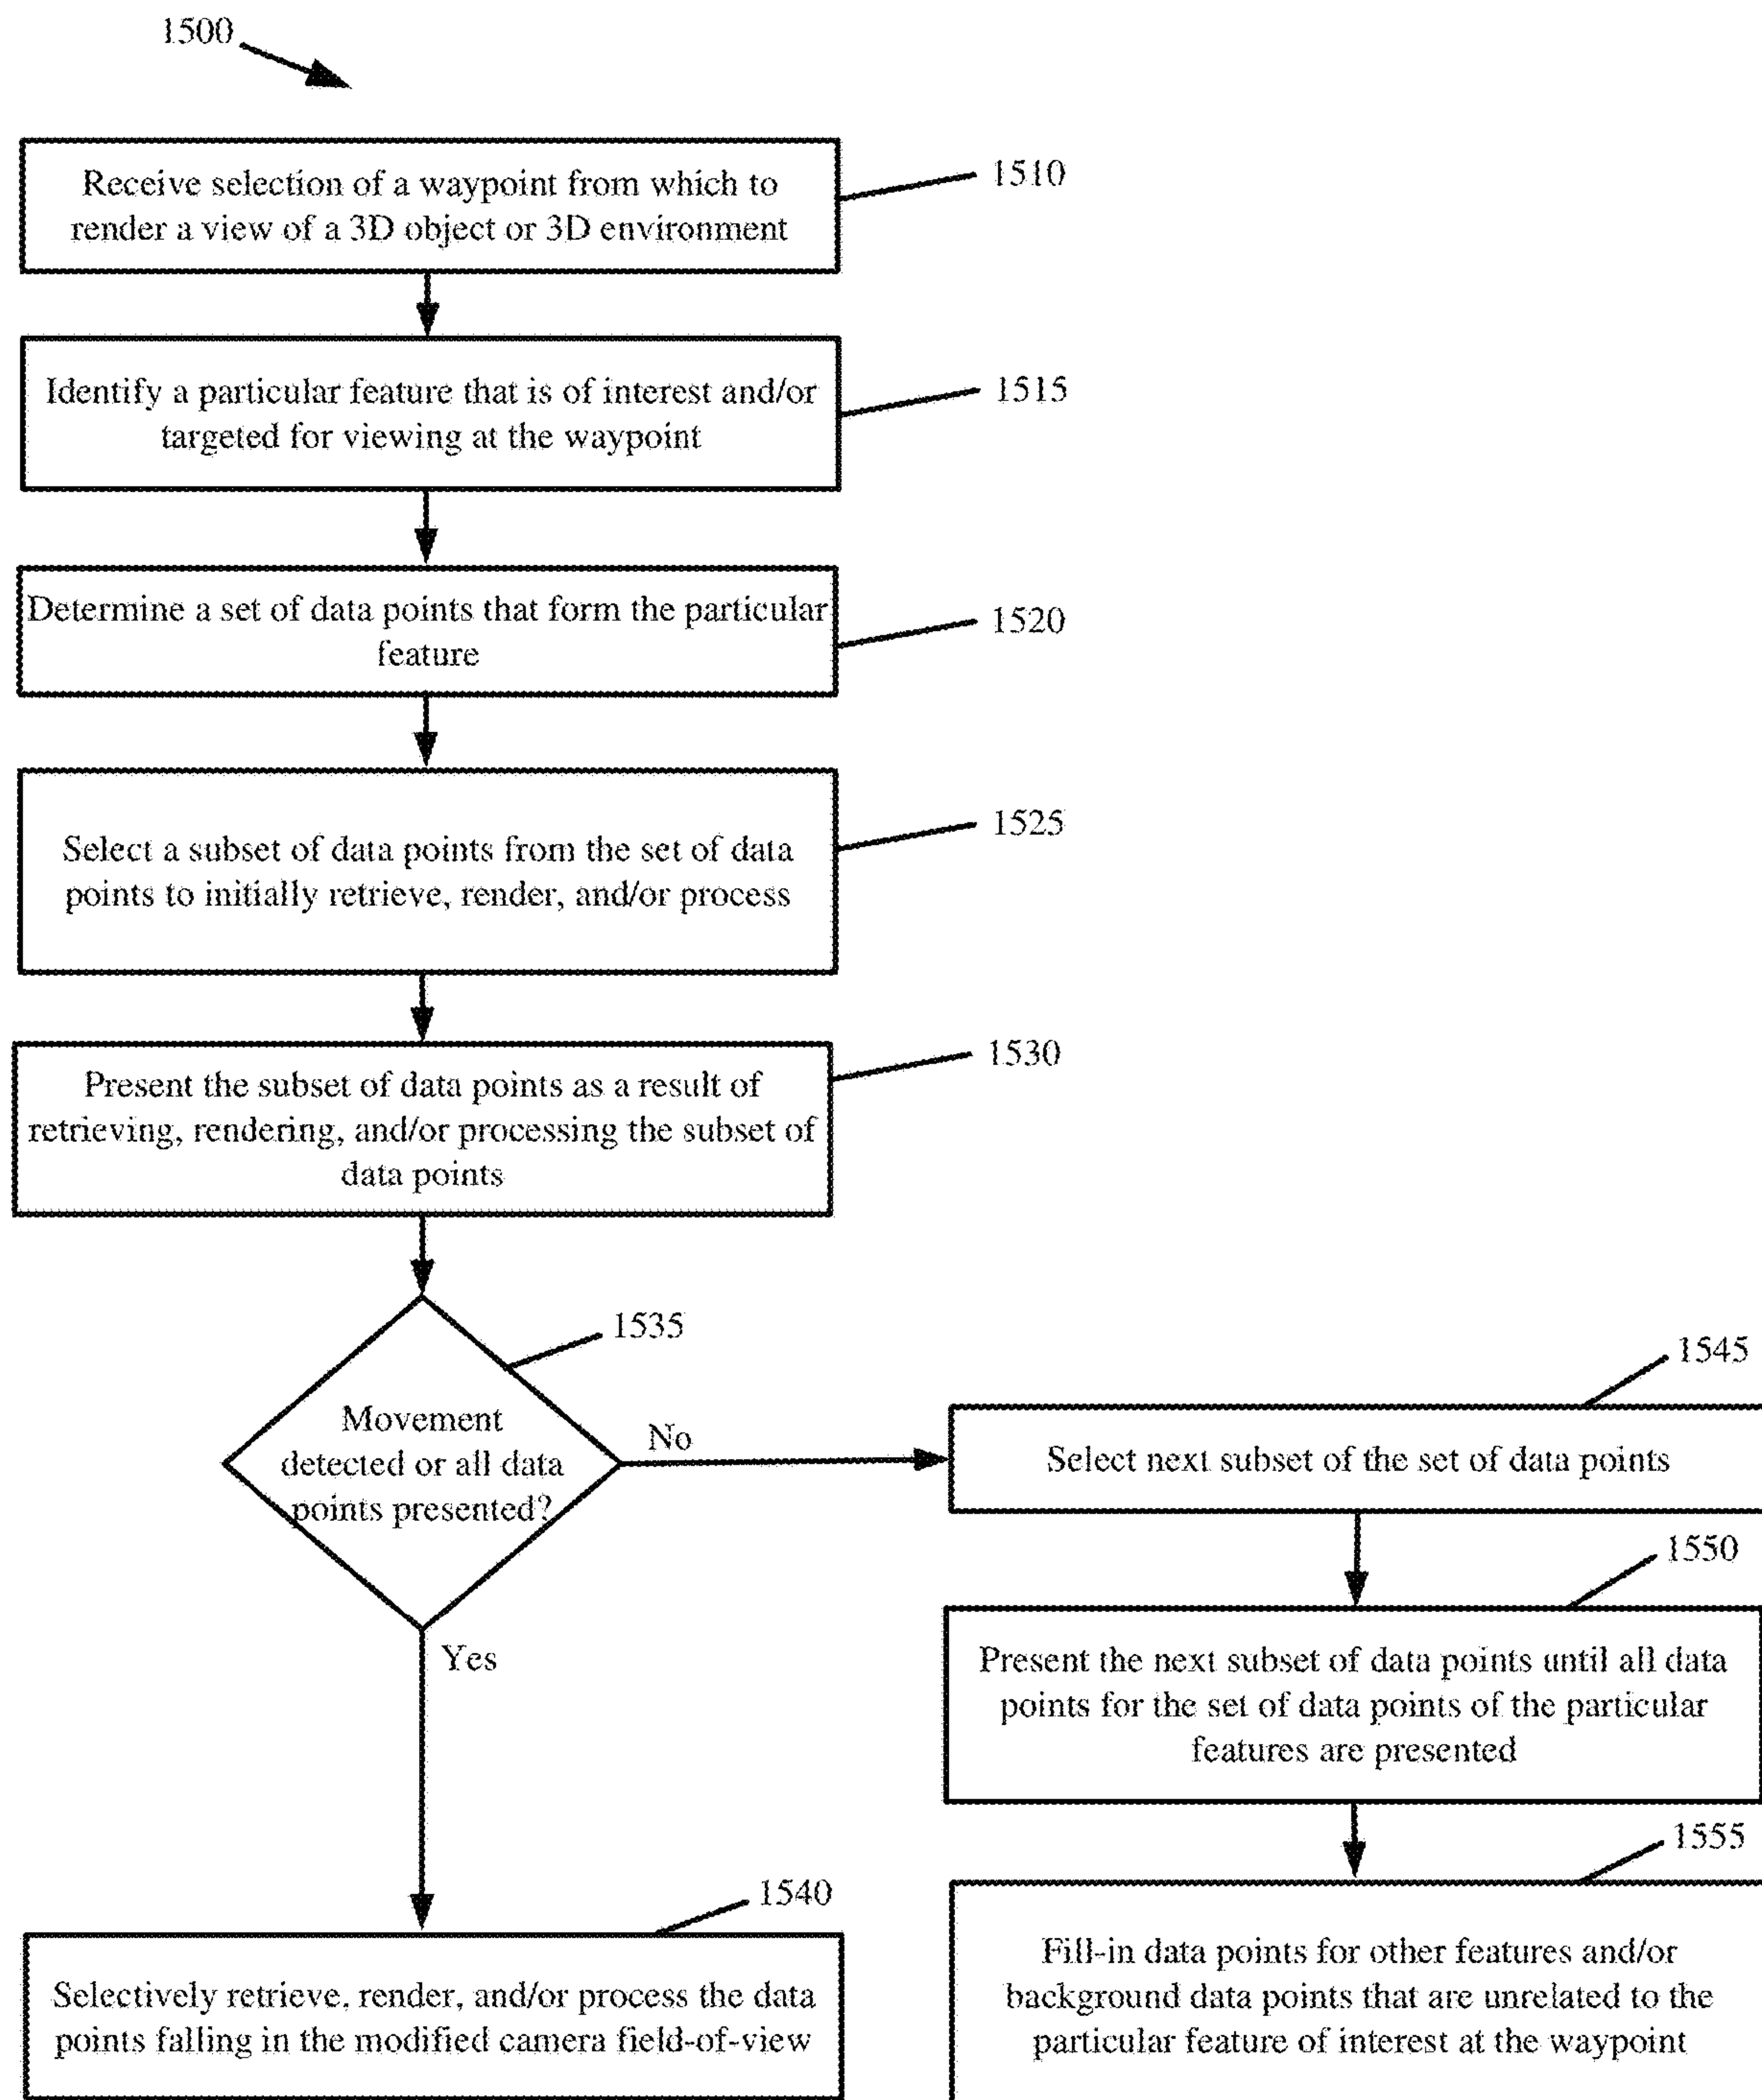 1500
Receive selection of a waypoint from which to
render a view of a 3D object or 3D environment
1510
Identify a particular feature that is of interest and/or
targeted for viewing at the waypoint
1515
Determine a set of data points that form the particular
feature
1520
Select a subset of data points from the set of data
points to initially retrieve, render, and/or process
1525
Present the subset of data points as a result of
retrieving, rendering, and/or processing the subset of
data points
1530
1535
Movement
detected or all data
points presented?
No
Yes
1545
Select next subset of the set of data points
1550
Present the next subset of data points until all data
points for the set of data points of the particular
features are presented
1555
Fill-in data points for other features and/or
background data points that are unrelated to the
particular feature of interest at the waypoint
1540
Selectively retrieve, render, and/or process the data
points falling in the modified camera field-of-view